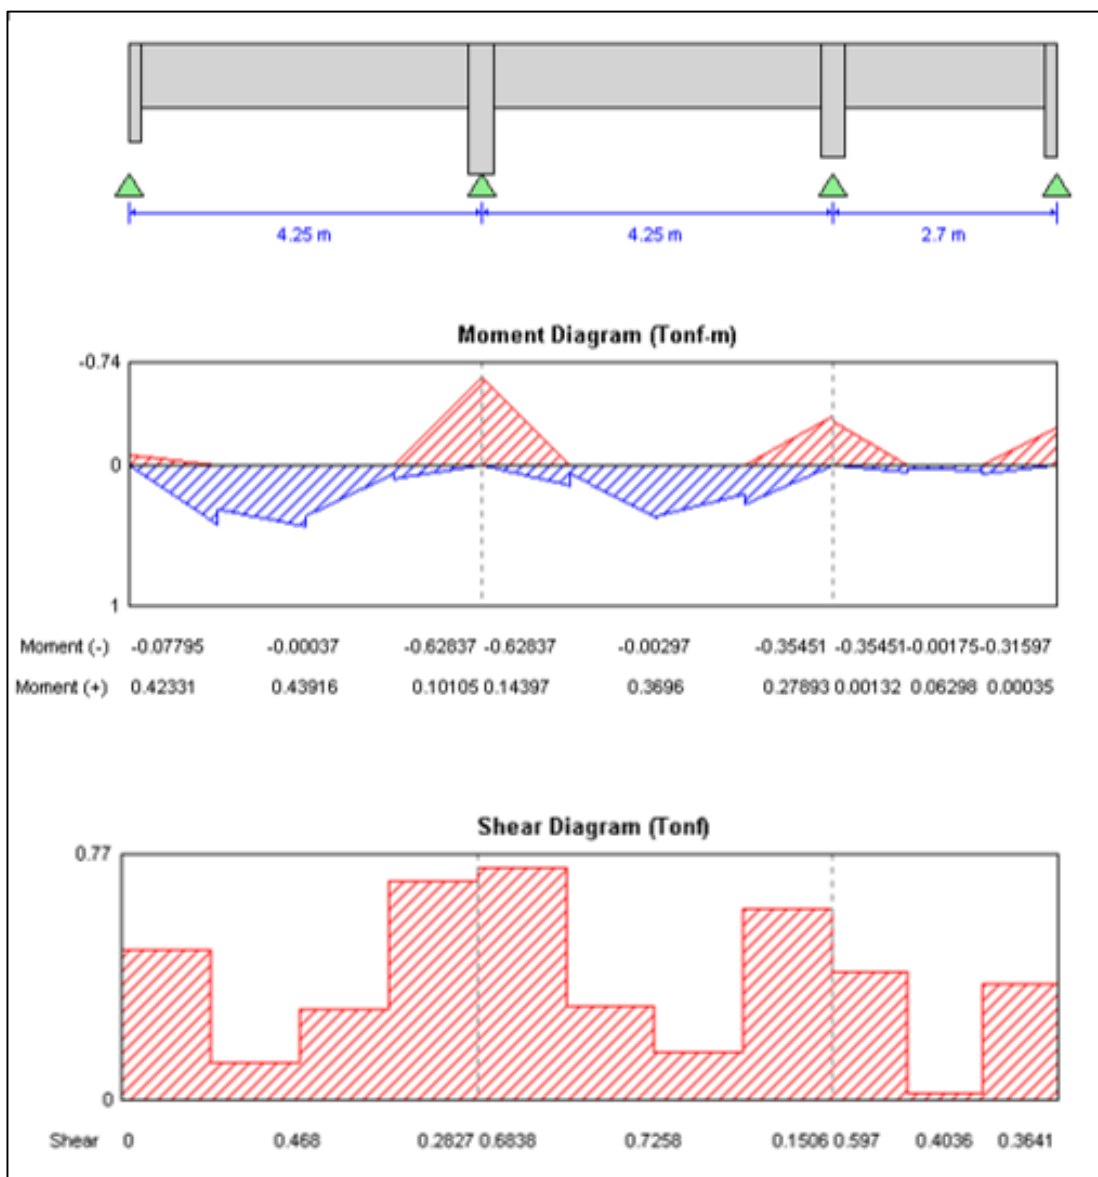 4.25 m 4.25 m 2.7 m
Moment Diagram (Tonf-m)
-0.74
0
1
Moment (-) -0.07795 -0.00037 -0.62837 -0.62837 -0.00297 -0.35451 -0.35451 -0.00175 -0.31597
Moment (+) 0.42331 0.43916 0.10105 0.14397 0.3696 0.27893 0.00132 0.06298 0.00035
Shear Diagram (Tonf)
0.77
0
Shear 0 0.468 0.2827 0.6838 0.7258 0.1506 0.597 0.4036 0.3641